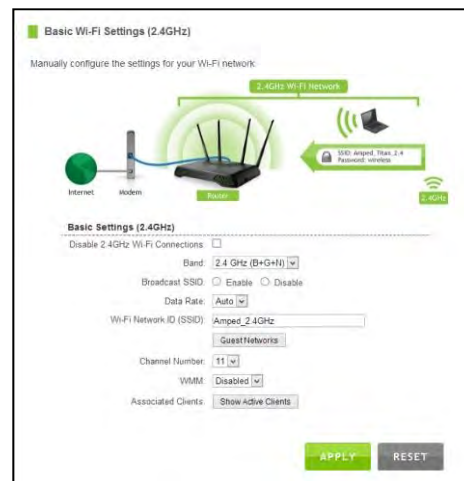 Basic Wi-Fi Settings (2.4GHz)
Manually configure the settings for your Wi-Fi network
2.4GHz Wi-Fi Network
SSID: Amped_Titan_2.4
Password: wireless
Internet
Modem
Router
2.4GHz
Basic Settings (2.4GHz)
Disable 2.4GHz Wi-Fi Connections:
Band: 2.4 GHz (B+G+N)
Broadcast SSID: Enable Disable
Data Rate: Auto
Wi-Fi Network ID (SSID): Amped_2.4GHz
Guest Networks
Channel Number: 11
WMM: Disabled
Associated Clients: Show Active Clients
APPLY RESET